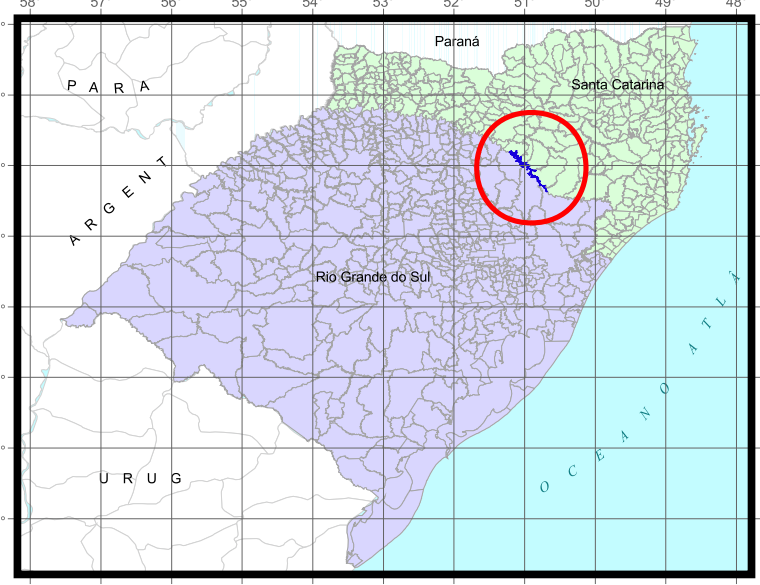 58 57 56 55 54 53 52 51 50 49 48
Paraná
Santa Catarina
P A R A
A R G E N T
Rio Grande do Sul
O C E A N O A T L Â
U R U G